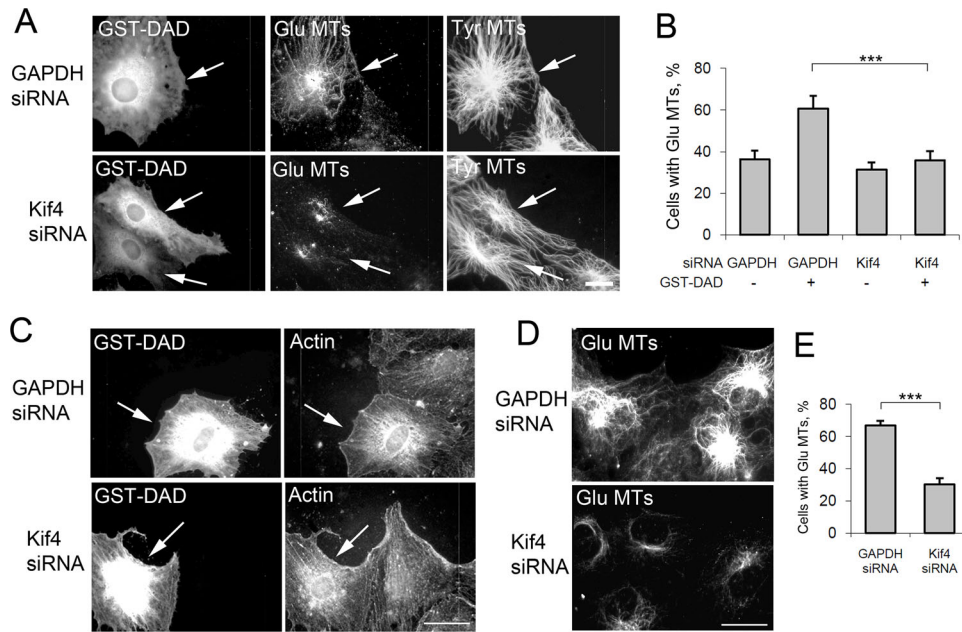 A
GST-DAD
Glu MTs
Tyr MTs
GAPDH
siRNA
GST-DAD
Glu MTs
Tyr MTs
Kif4
siRNA
B
Cells with Glu MTs, %
80
60
40
20
0
***
siRNA GAPDH GAPDH Kif4 Kif4
GST-DAD - + - +
C
GST-DAD
Actin
GAPDH
siRNA
GST-DAD
Actin
Kif4
siRNA
D
Glu MTs
GAPDH
siRNA
Glu MTs
Kif4
siRNA
E
Cells with Glu MTs, %
80
60
40
20
0
***
GAPDH Kif4
siRNA siRNA